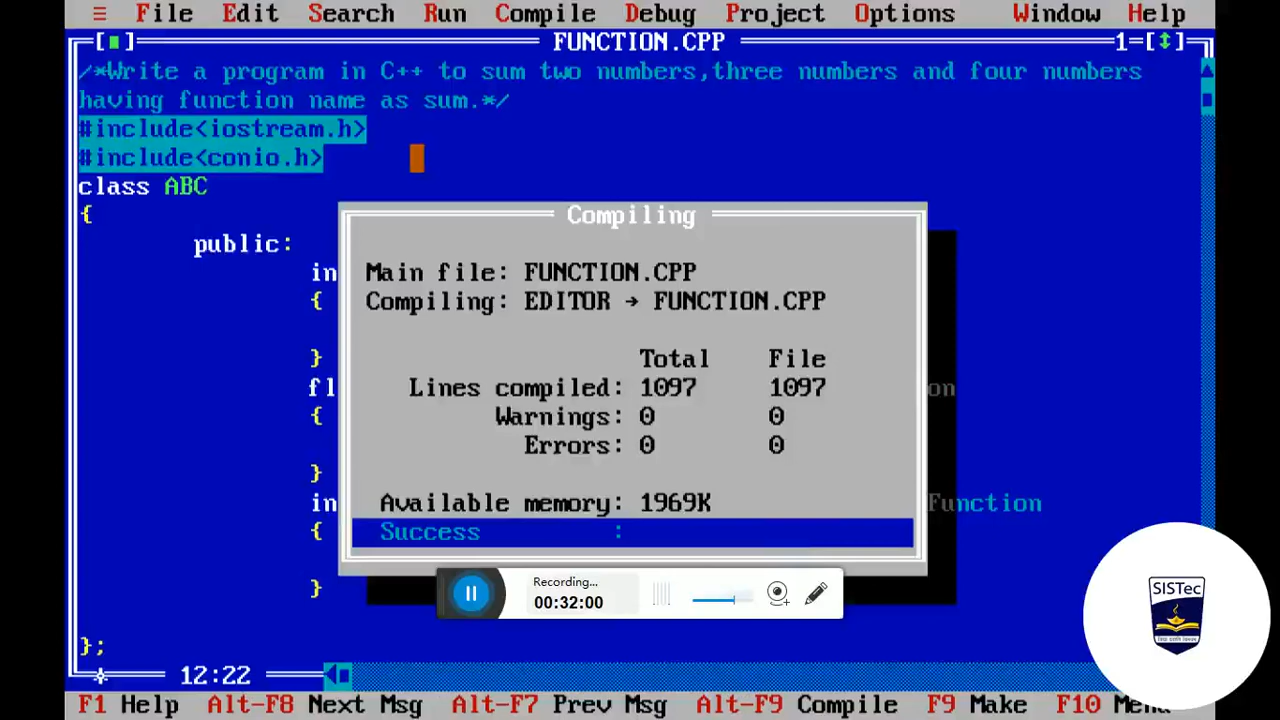 ≡ File Edit Search Run Compile Debug Project Options Window Help
[■] FUNCTION.CPP 1=[↕]
/*Write a program in C++ to sum two numbers,three numbers and four numbers
having function name as sum.*/
#include<iostream.h>
#include<conio.h>
class ABC
{
public:
in
{
}
fl on
{
}
in Function
{
}
};
Compiling
Main file: FUNCTION.CPP
Compiling: EDITOR → FUNCTION.CPP
Total File
Lines compiled: 1097 1097
Warnings: 0 0
Errors: 0 0
Available memory: 1969K
Success :
Recording...
00:32:00
SISTec
12:22
F1 Help Alt-F8 Next Msg Alt-F7 Prev Msg Alt-F9 Compile F9 Make F10 Menu